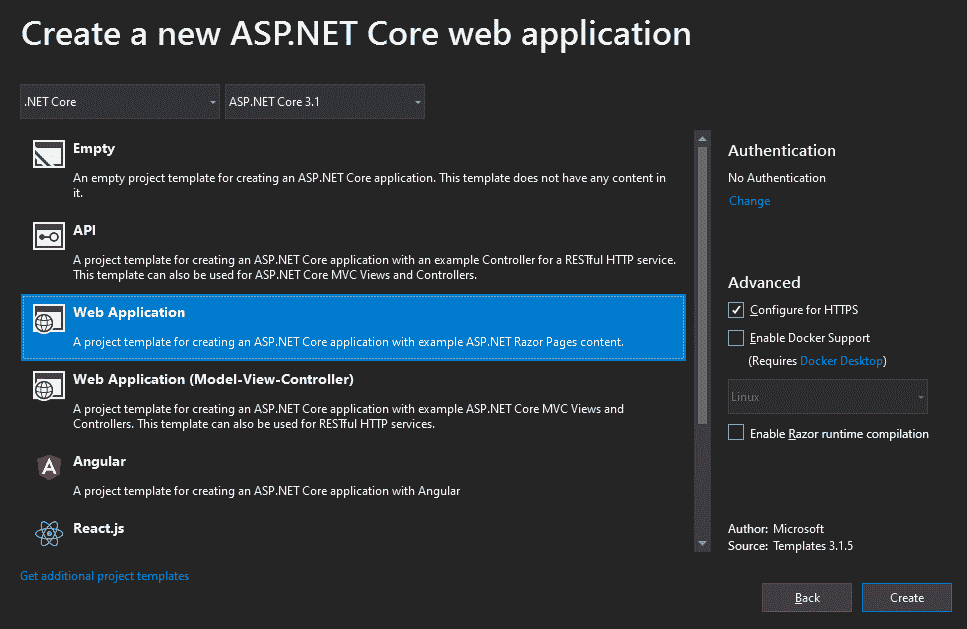 Create a new ASP.NET Core web application
.NET Core
ASP.NET Core 3.1
Empty
An empty project template for creating an ASP.NET Core application. This template does not have any content in
it.
API
A project template for creating an ASP.NET Core application with an example Controller for a RESTful HTTP service.
This template can also be used for ASP.NET Core MVC Views and Controllers.
Web Application
A project template for creating an ASP.NET Core application with example ASP.NET Razor Pages content.
Web Application (Model-View-Controller)
A project template for creating an ASP.NET Core application with example ASP.NET Core MVC Views and
Controllers. This template can also be used for RESTful HTTP services.
Angular
A project template for creating an ASP.NET Core application with Angular
React.js
Get additional project templates
Authentication
No Authentication
Change
Advanced
Configure for HTTPS
Enable Docker Support
(Requires Docker Desktop)
Linux
Enable Razor runtime compilation
Author: Microsoft
Source: Templates 3.1.5
Back
Create